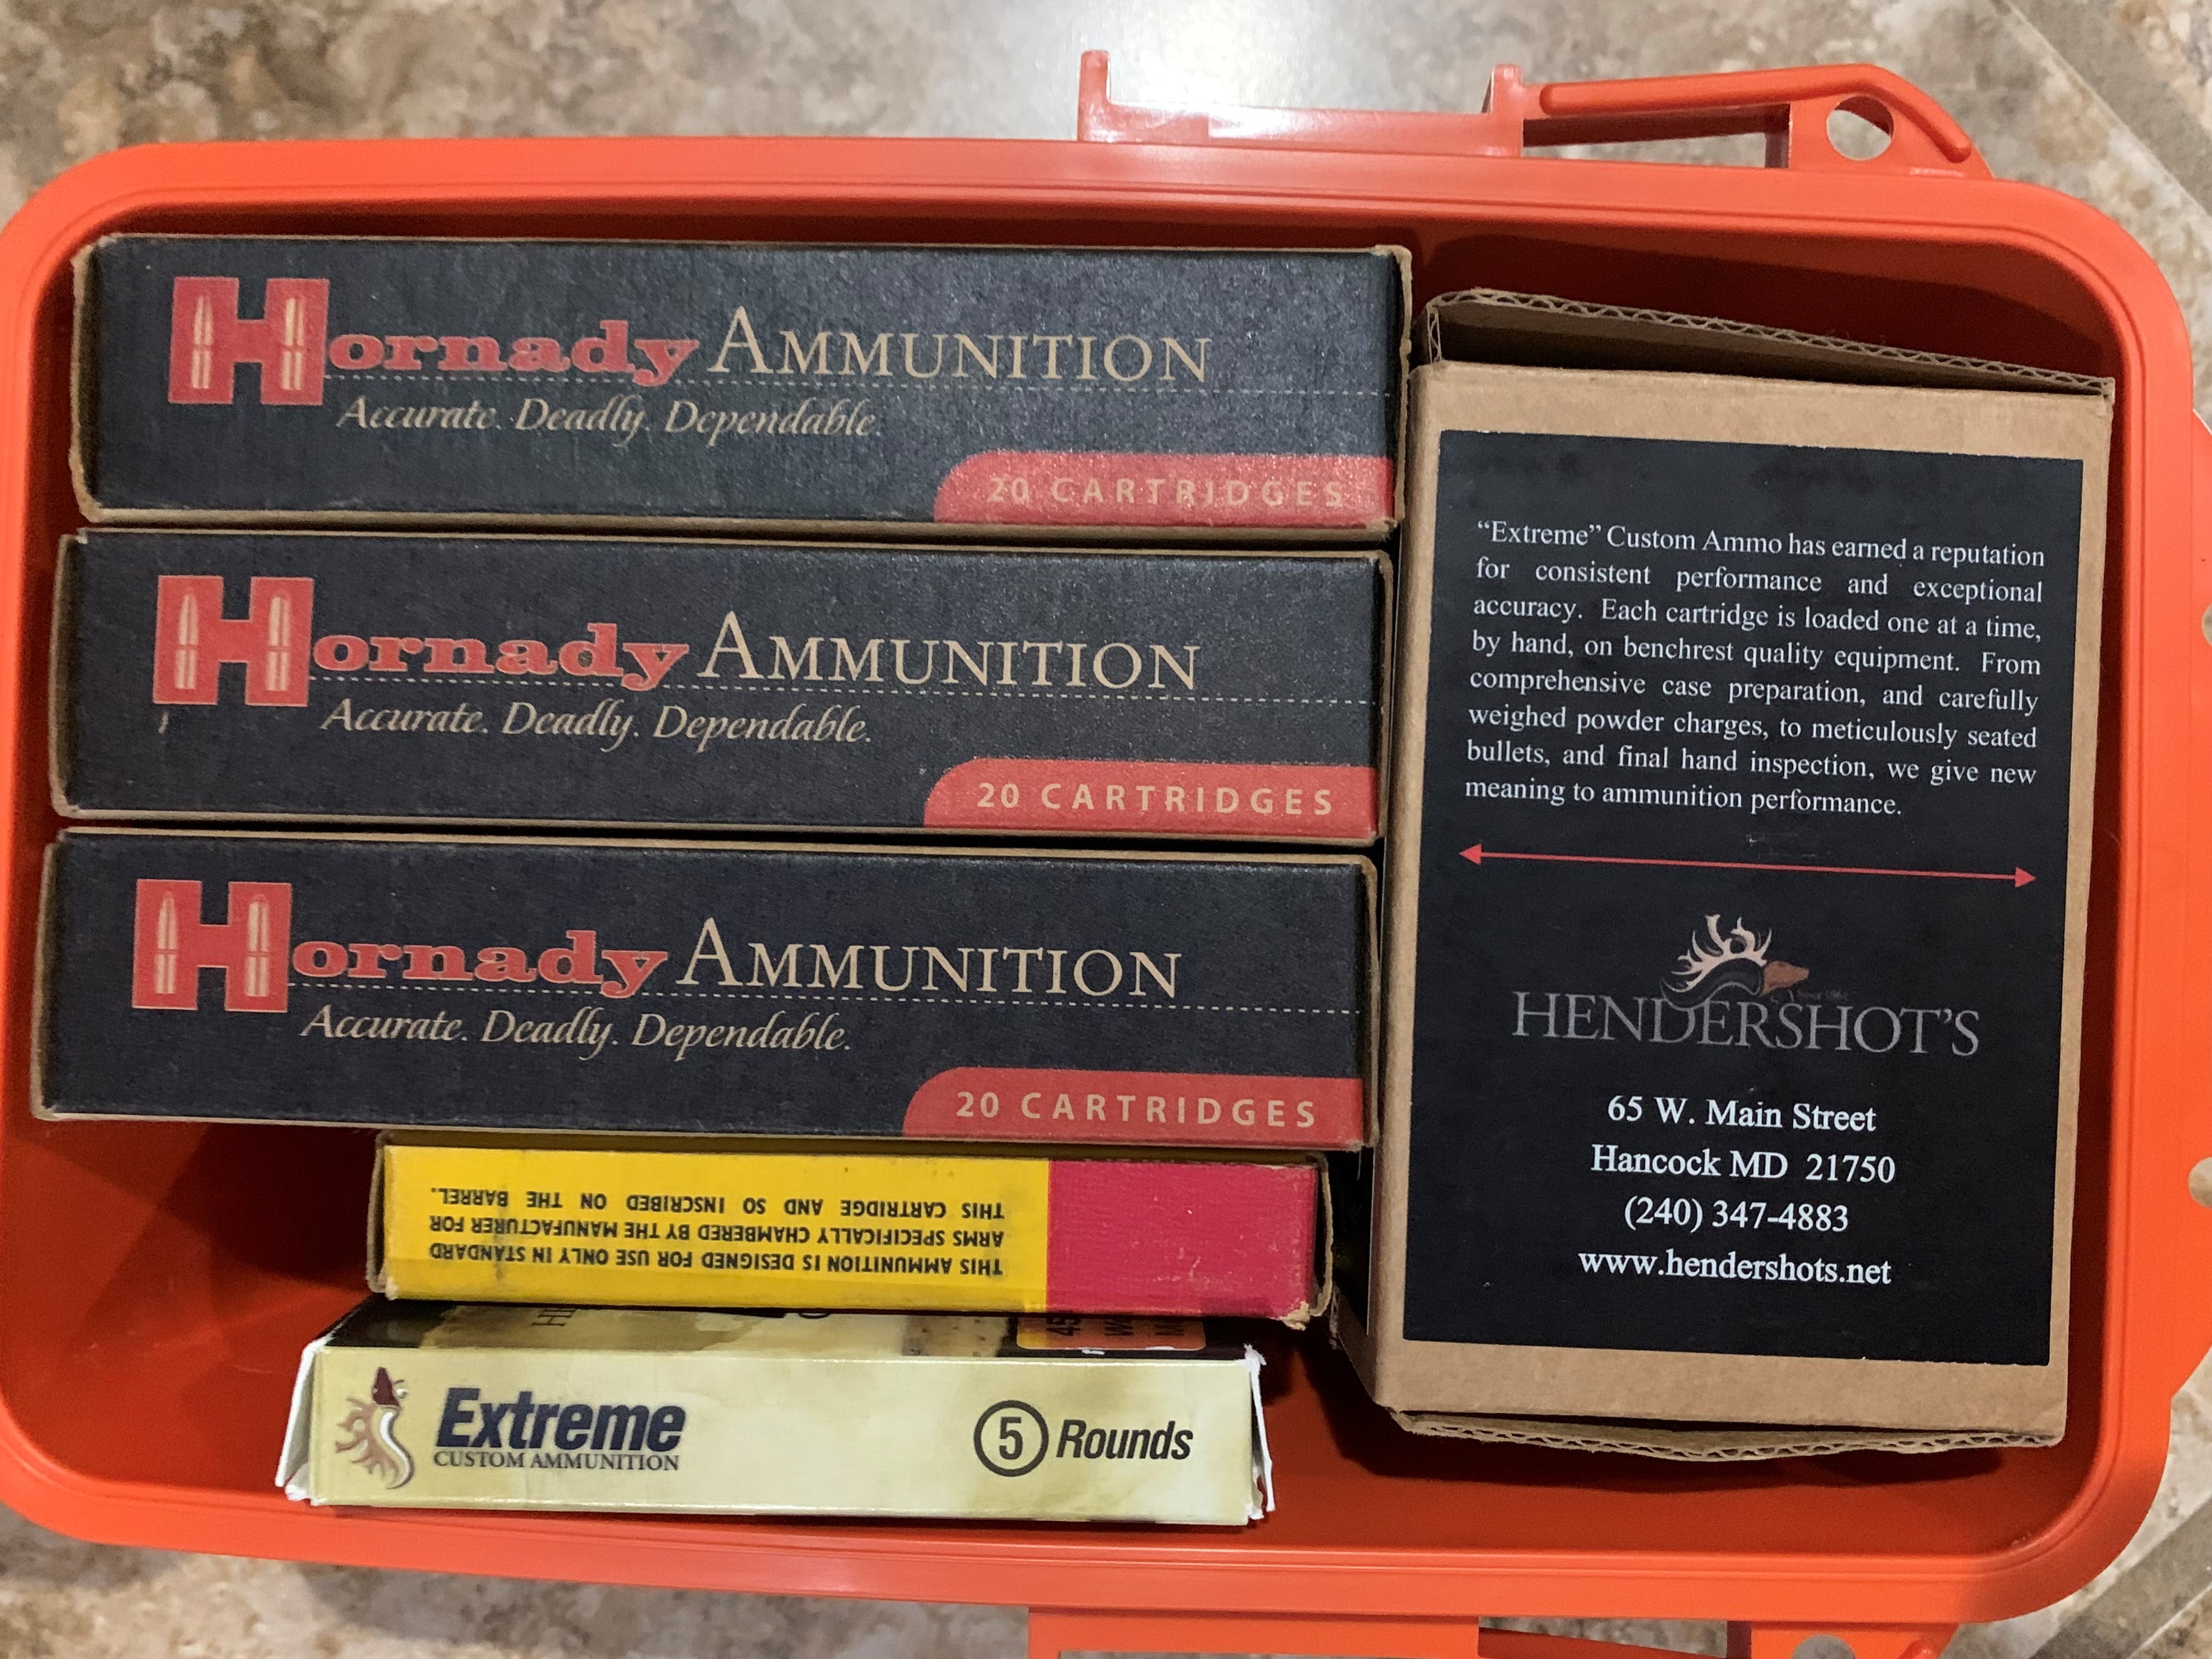 Hornady AMMUNITION
Accurate. Deadly. Dependable.
20 CARTRIDGES
Hornady AMMUNITION
Accurate. Deadly. Dependable.
20 CARTRIDGES
Hornady AMMUNITION
Accurate. Deadly. Dependable.
20 CARTRIDGES
THIS AMMUNITION IS DESIGNED FOR USE ONLY IN STANDARD
ARMS SPECIFICALLY CHAMBERED BY THE MANUFACTURER FOR
THIS CARTRIDGE AND SO INSCRIBED ON THE BARREL.
Extreme
CUSTOM AMMUNITION
5 Rounds
“Extreme” Custom Ammo has earned a reputation
for consistent performance and exceptional
accuracy. Each cartridge is loaded one at a time,
by hand, on benchrest quality equipment. From
comprehensive case preparation, and carefully
weighed powder charges, to meticulously seated
bullets, and final hand inspection, we give new
meaning to ammunition performance.
HENDERSHOT'S
65 W. Main Street
Hancock MD 21750
(240) 347-4883
www.hendershots.net